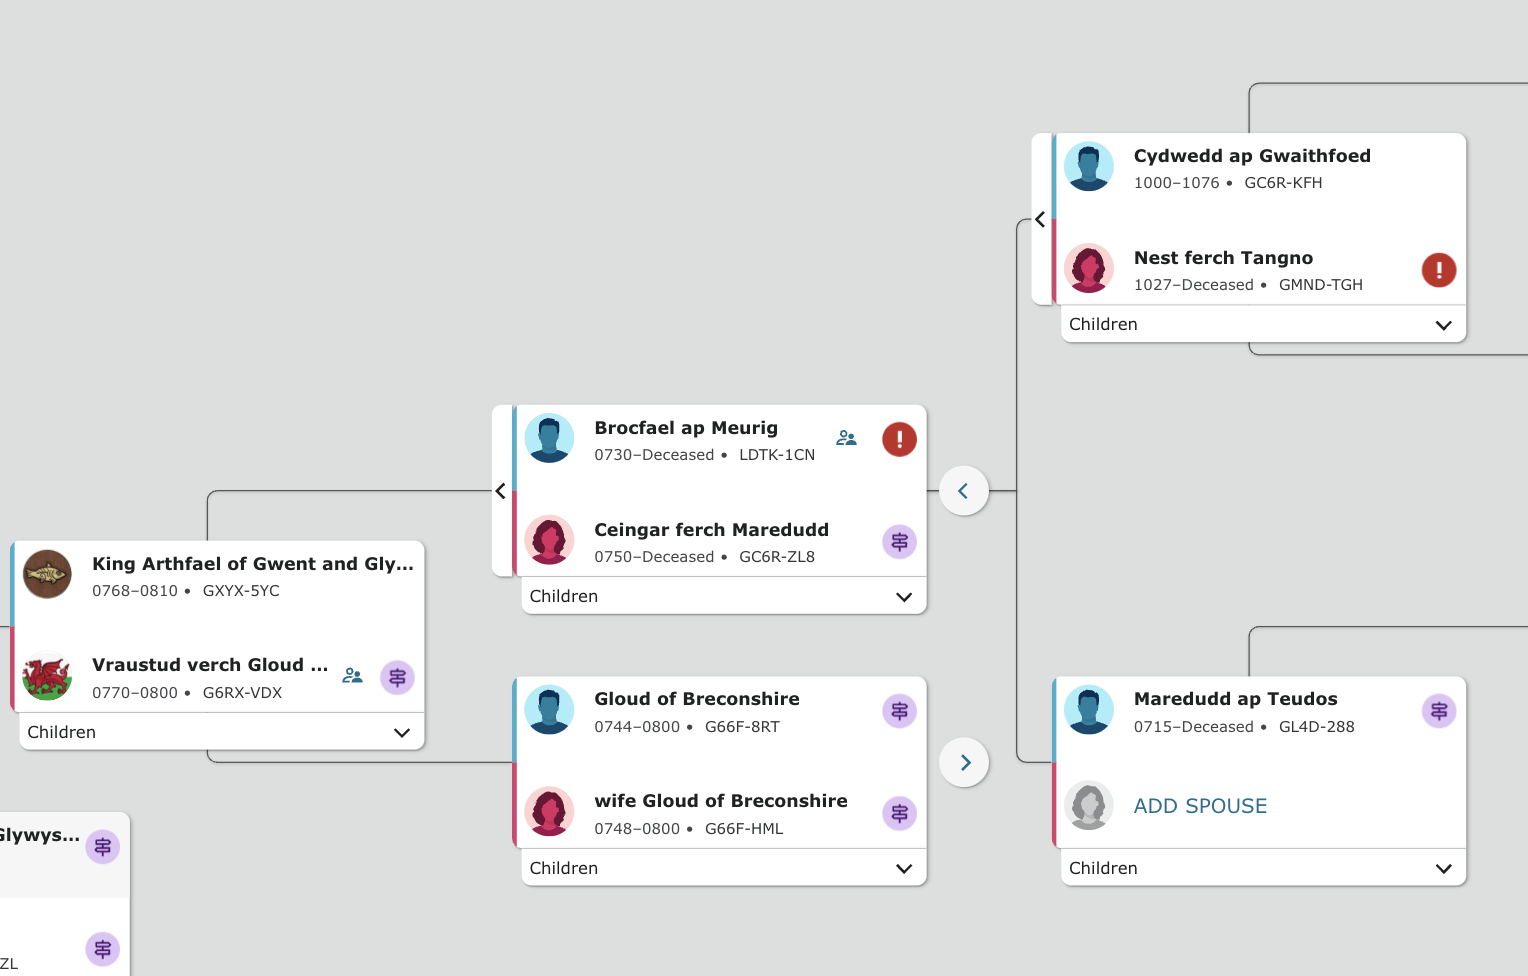 Cydwedd ap Gwaithfoed
1000–1076 • GC6R-KFH
Nest ferch Tangno
1027–Deceased • GMND-TGH
Children
Brocfael ap Meurig
0730–Deceased • LDTK-1CN
Ceingar ferch Maredudd
0750–Deceased • GC6R-ZL8
Children
King Arthfael of Gwent and Gly...
0768–0810 • GXYX-5YC
Vraustud verch Gloud ...
0770–0800 • G6RX-VDX
Children
Gloud of Breconshire
0744–0800 • G66F-8RT
wife Gloud of Breconshire
0748–0800 • G66F-HML
Children
Maredudd ap Teudos
0715–Deceased • GL4D-288
ADD SPOUSE
Children
Glywys...
ZL